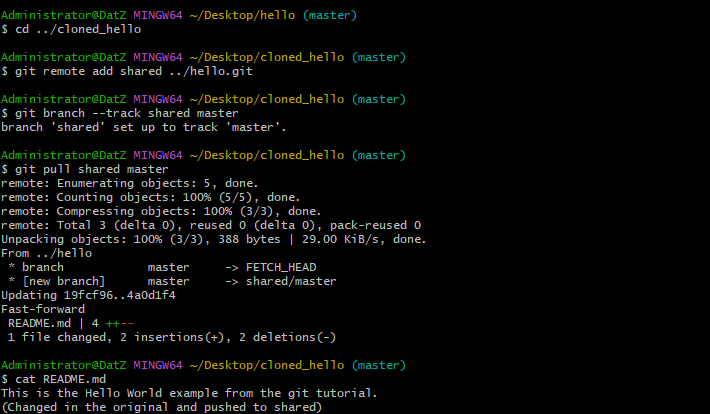 Administrator@DatZ MINGW64 ~/Desktop/hello (master)
$ cd ../cloned_hello
Administrator@DatZ MINGW64 ~/Desktop/cloned_hello (master)
$ git remote add shared ../hello.git
Administrator@DatZ MINGW64 ~/Desktop/cloned_hello (master)
$ git branch --track shared master
branch 'shared' set up to track 'master'.
Administrator@DatZ MINGW64 ~/Desktop/cloned_hello (master)
$ git pull shared master
remote: Enumerating objects: 5, done.
remote: Counting objects: 100% (5/5), done.
remote: Compressing objects: 100% (3/3), done.
remote: Total 3 (delta 0), reused 0 (delta 0), pack-reused 0
Unpacking objects: 100% (3/3), 388 bytes | 29.00 KiB/s, done.
From ../hello
 * branch            master     -> FETCH_HEAD
 * [new branch]      master     -> shared/master
Updating 19fcf96..4a0d1f4
Fast-forward
 README.md | 4 ++--
 1 file changed, 2 insertions(+), 2 deletions(-)
Administrator@DatZ MINGW64 ~/Desktop/cloned_hello (master)
$ cat README.md
This is the Hello World example from the git tutorial.
(Changed in the original and pushed to shared)